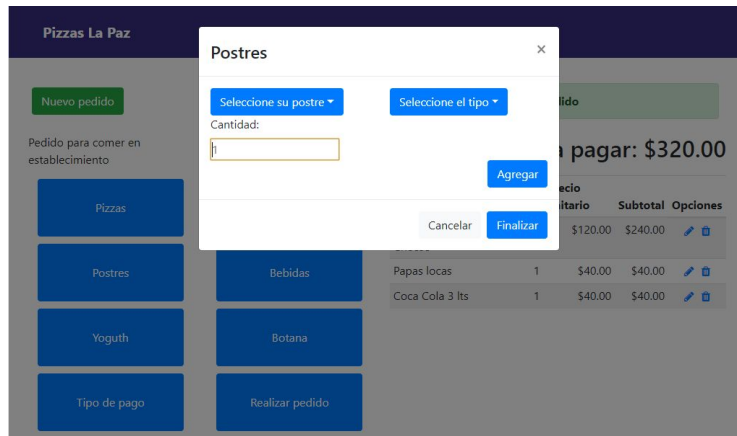 Pizzas La Paz
Postres
×
Nuevo pedido
Seleccione su postre
Seleccione el tipo
Cantidad:
1
Agregar
Cancelar
Finalizar
Pedido para comer en
establecimiento
Pizzas
Postres
Bebidas
Yoguth
Botana
Tipo de pago
Realizar pedido
pagar: $320.00
Subtotal Opciones
$120.00 $240.00
Papas locas 1 $40.00 $40.00
Coca Cola 3 lts 1 $40.00 $40.00